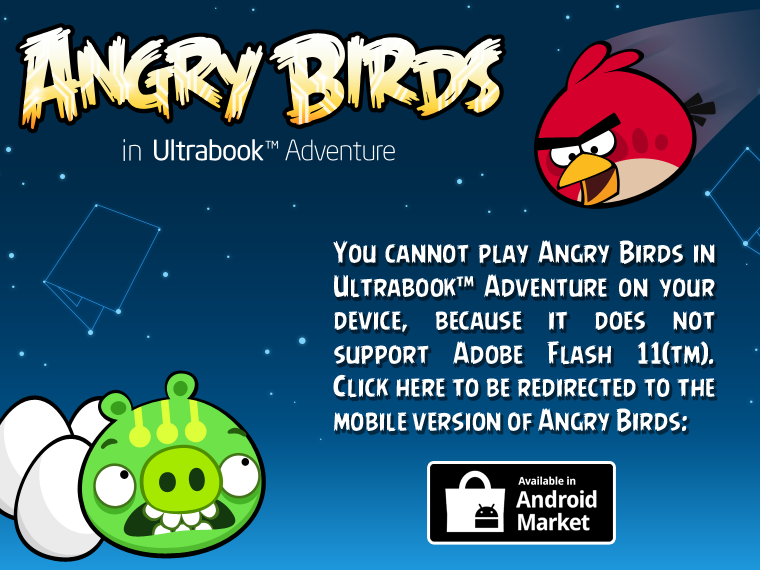 ANGRY BIRDS
in Ultrabook™ Adventure
You cannot play Angry Birds in
Ultrabook™ Adventure on your
device, because it does not
support Adobe Flash 11(tm).
Click here to be redirected to the
mobile version of Angry Birds:
Available in
Android
Market